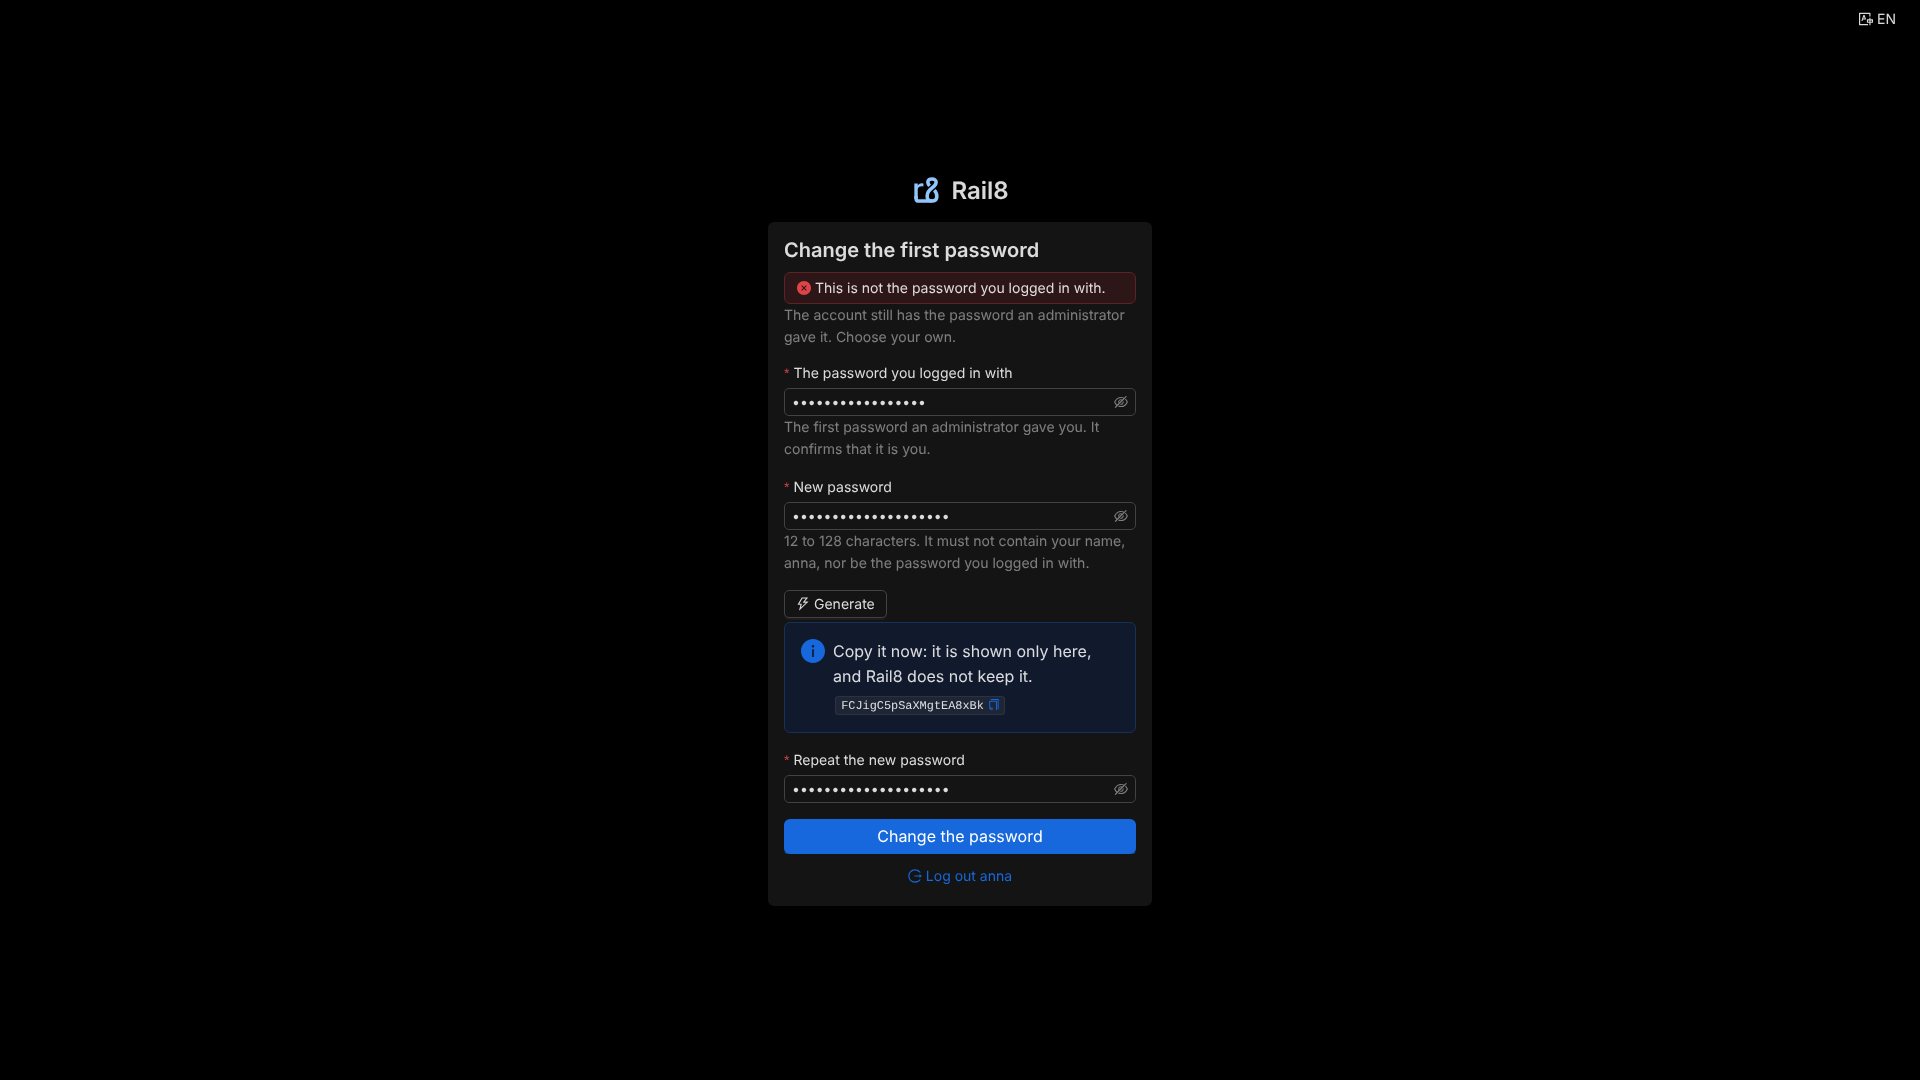 EN
Rail8
Change the first password
This is not the password you logged in with.
The account still has the password an administrator
gave it. Choose your own.
* The password you logged in with
•••••••••••••••••
The first password an administrator gave you. It
confirms that it is you.
* New password
••••••••••••••••••••
12 to 128 characters. It must not contain your name,
anna, nor be the password you logged in with.
Generate
Copy it now: it is shown only here,
and Rail8 does not keep it.
FCJigC5pSaXMgtEA8xBk
* Repeat the new password
••••••••••••••••••••
Change the password
Log out anna